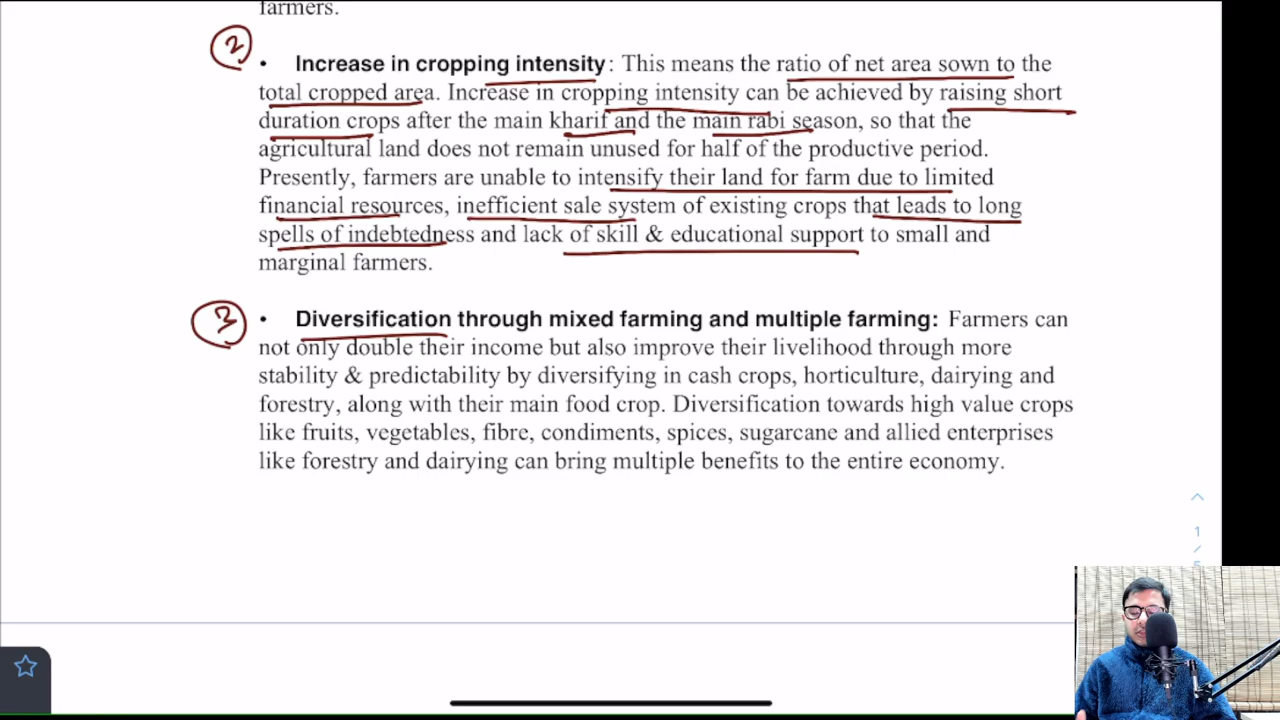 farmers.
2
• Increase in cropping intensity: This means the ratio of net area sown to the
total cropped area. Increase in cropping intensity can be achieved by raising short
duration crops after the main kharif and the main rabi season, so that the
agricultural land does not remain unused for half of the productive period.
Presently, farmers are unable to intensify their land for farm due to limited
financial resources, inefficient sale system of existing crops that leads to long
spells of indebtedness and lack of skill & educational support to small and
marginal farmers.
3
• Diversification through mixed farming and multiple farming: Farmers can
not only double their income but also improve their livelihood through more
stability & predictability by diversifying in cash crops, horticulture, dairying and
forestry, along with their main food crop. Diversification towards high value crops
like fruits, vegetables, fibre, condiments, spices, sugarcane and allied enterprises
like forestry and dairying can bring multiple benefits to the entire economy.
1
/